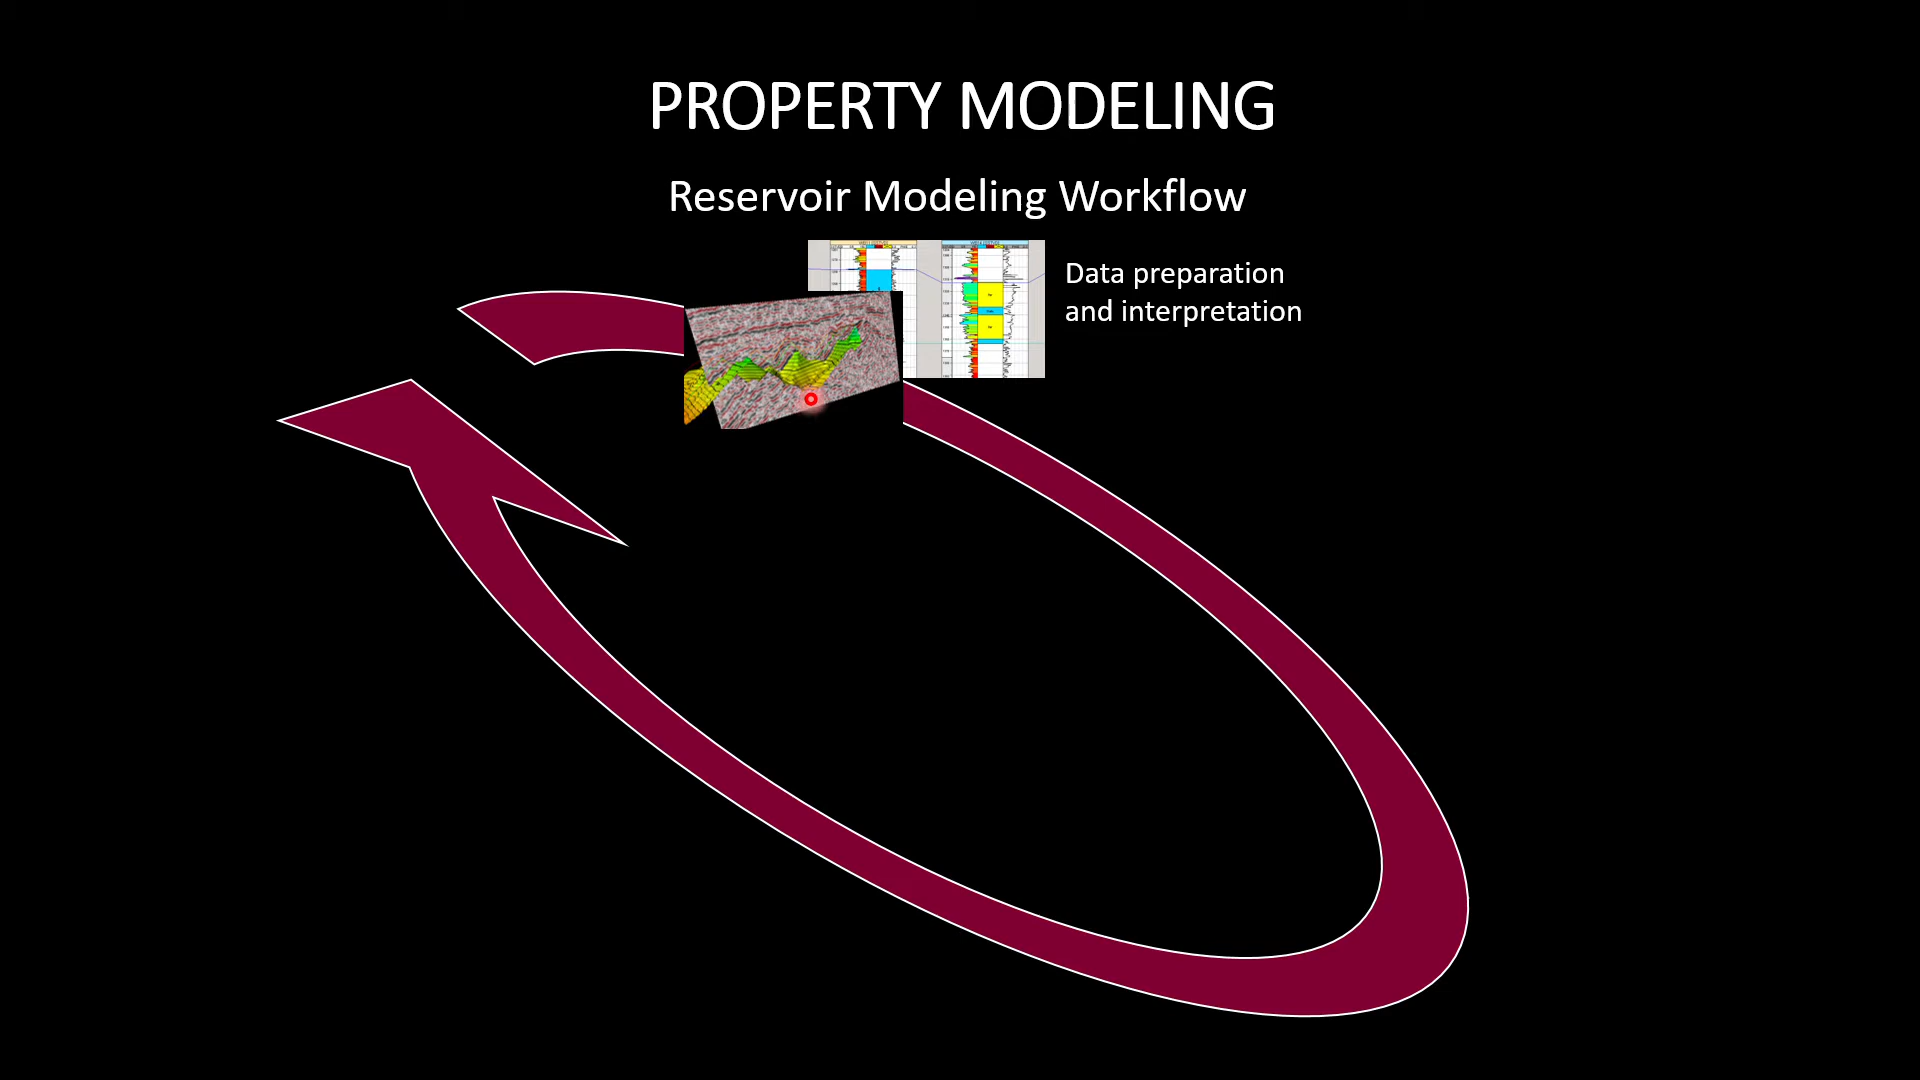 PROPERTY MODELING
Reservoir Modeling Workflow
Data preparation
and interpretation